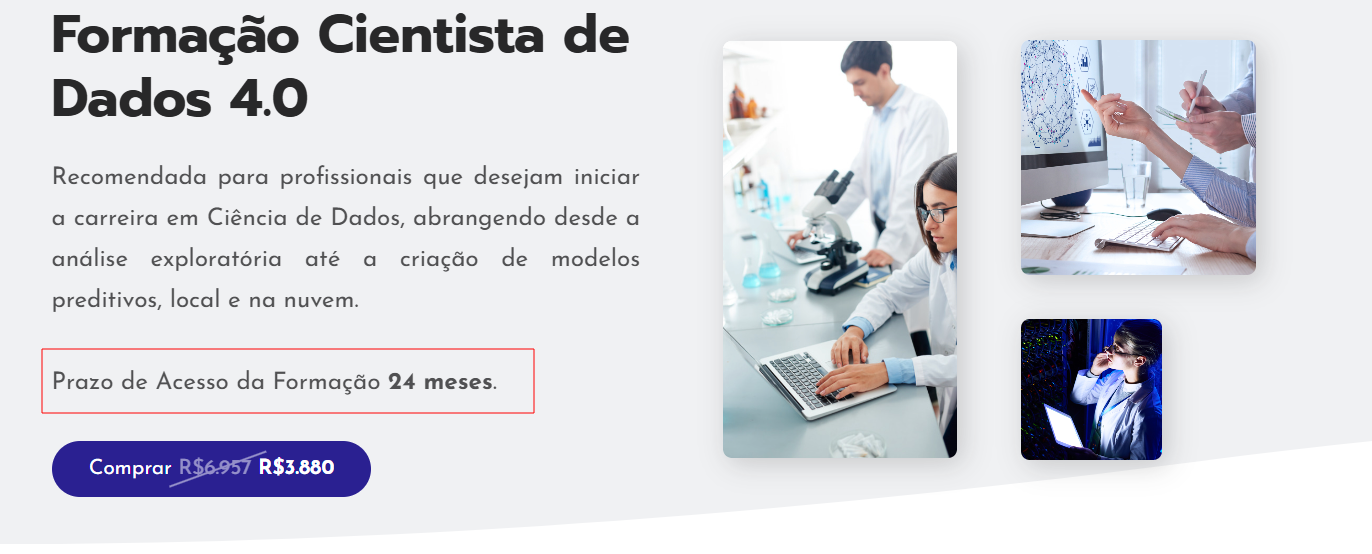 Formação Cientista de
Dados 4.0
Recomendada para profissionais que desejam iniciar
a carreira em Ciência de Dados, abrangendo desde a
análise exploratória até a criação de modelos
preditivos, local e na nuvem.
Prazo de Acesso da Formação 24 meses.
Comprar R$6.957 R$3.880